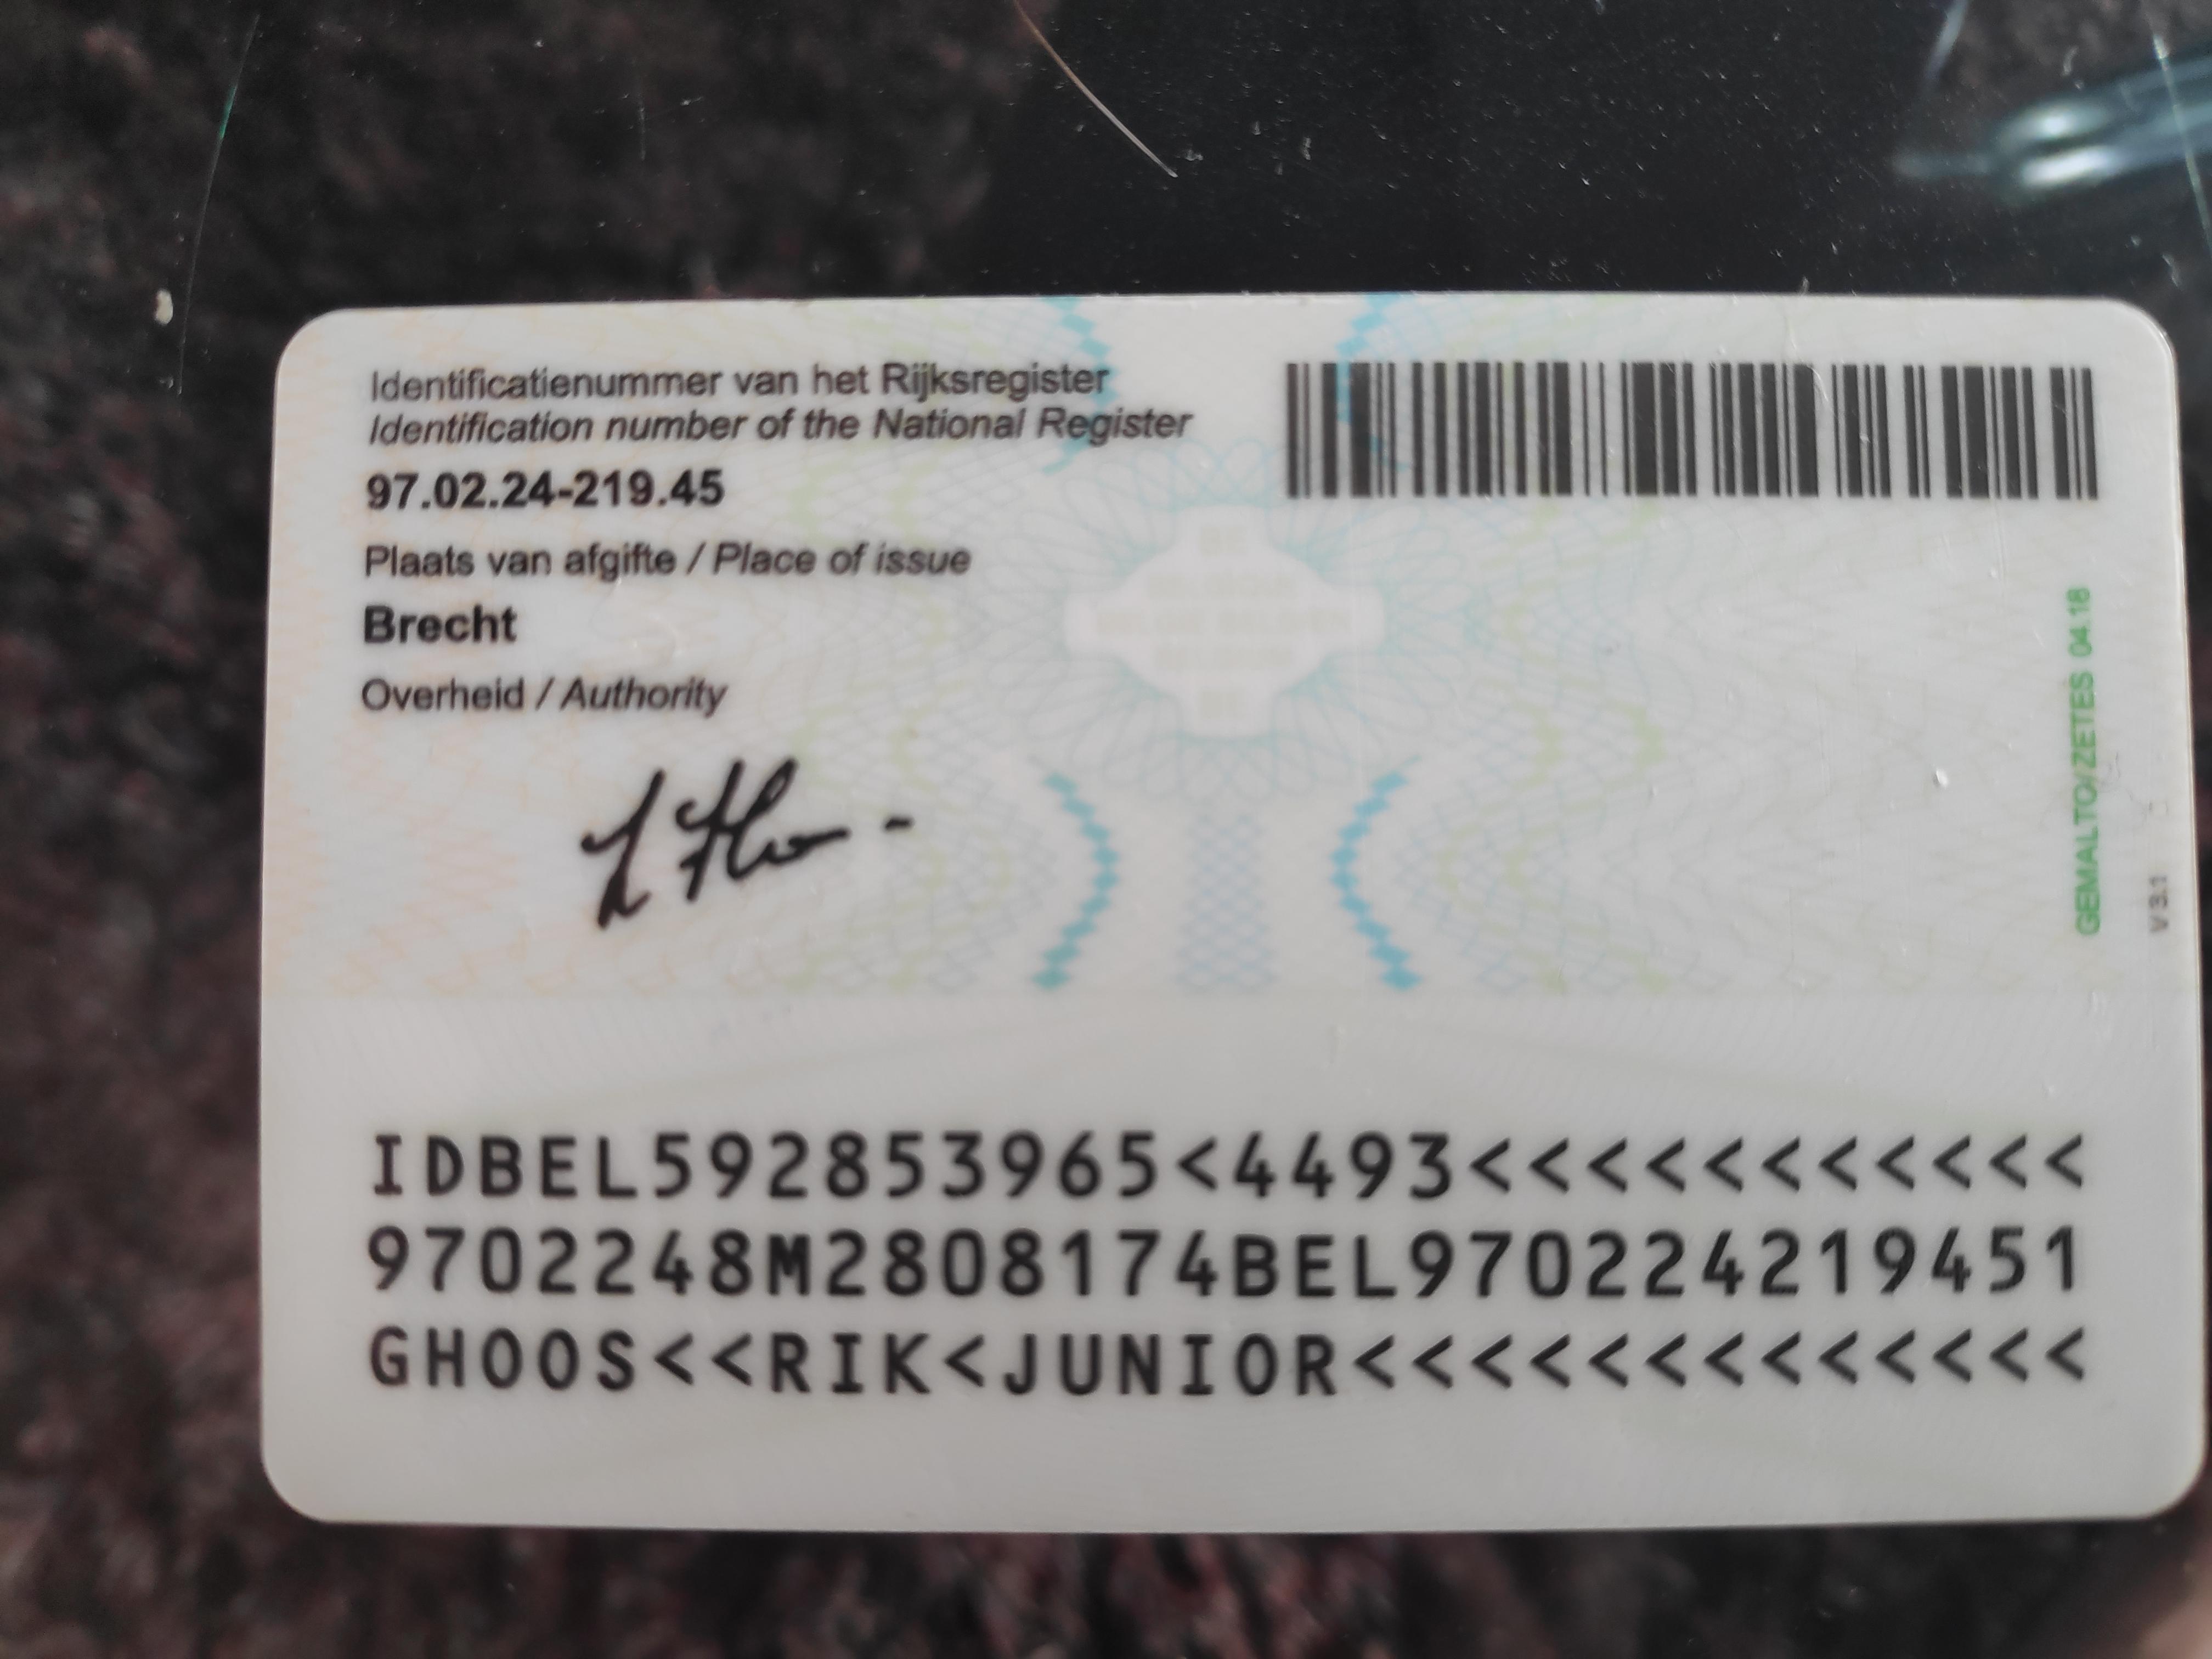 Identificatienummer van het Rijksregister
Identification number of the National Register
97.02.24-219.45
Plaats van afgifte / Place of issue
Brecht
Overheid / Authority
GEMALTO/ZETES 04.18
V 3.1
IDBEL592853965<4493<<<<<<<<<<<
9702248M2808174BEL970224219451
GHOOS<<RIK<JUNIOR<<<<<<<<<<<<<